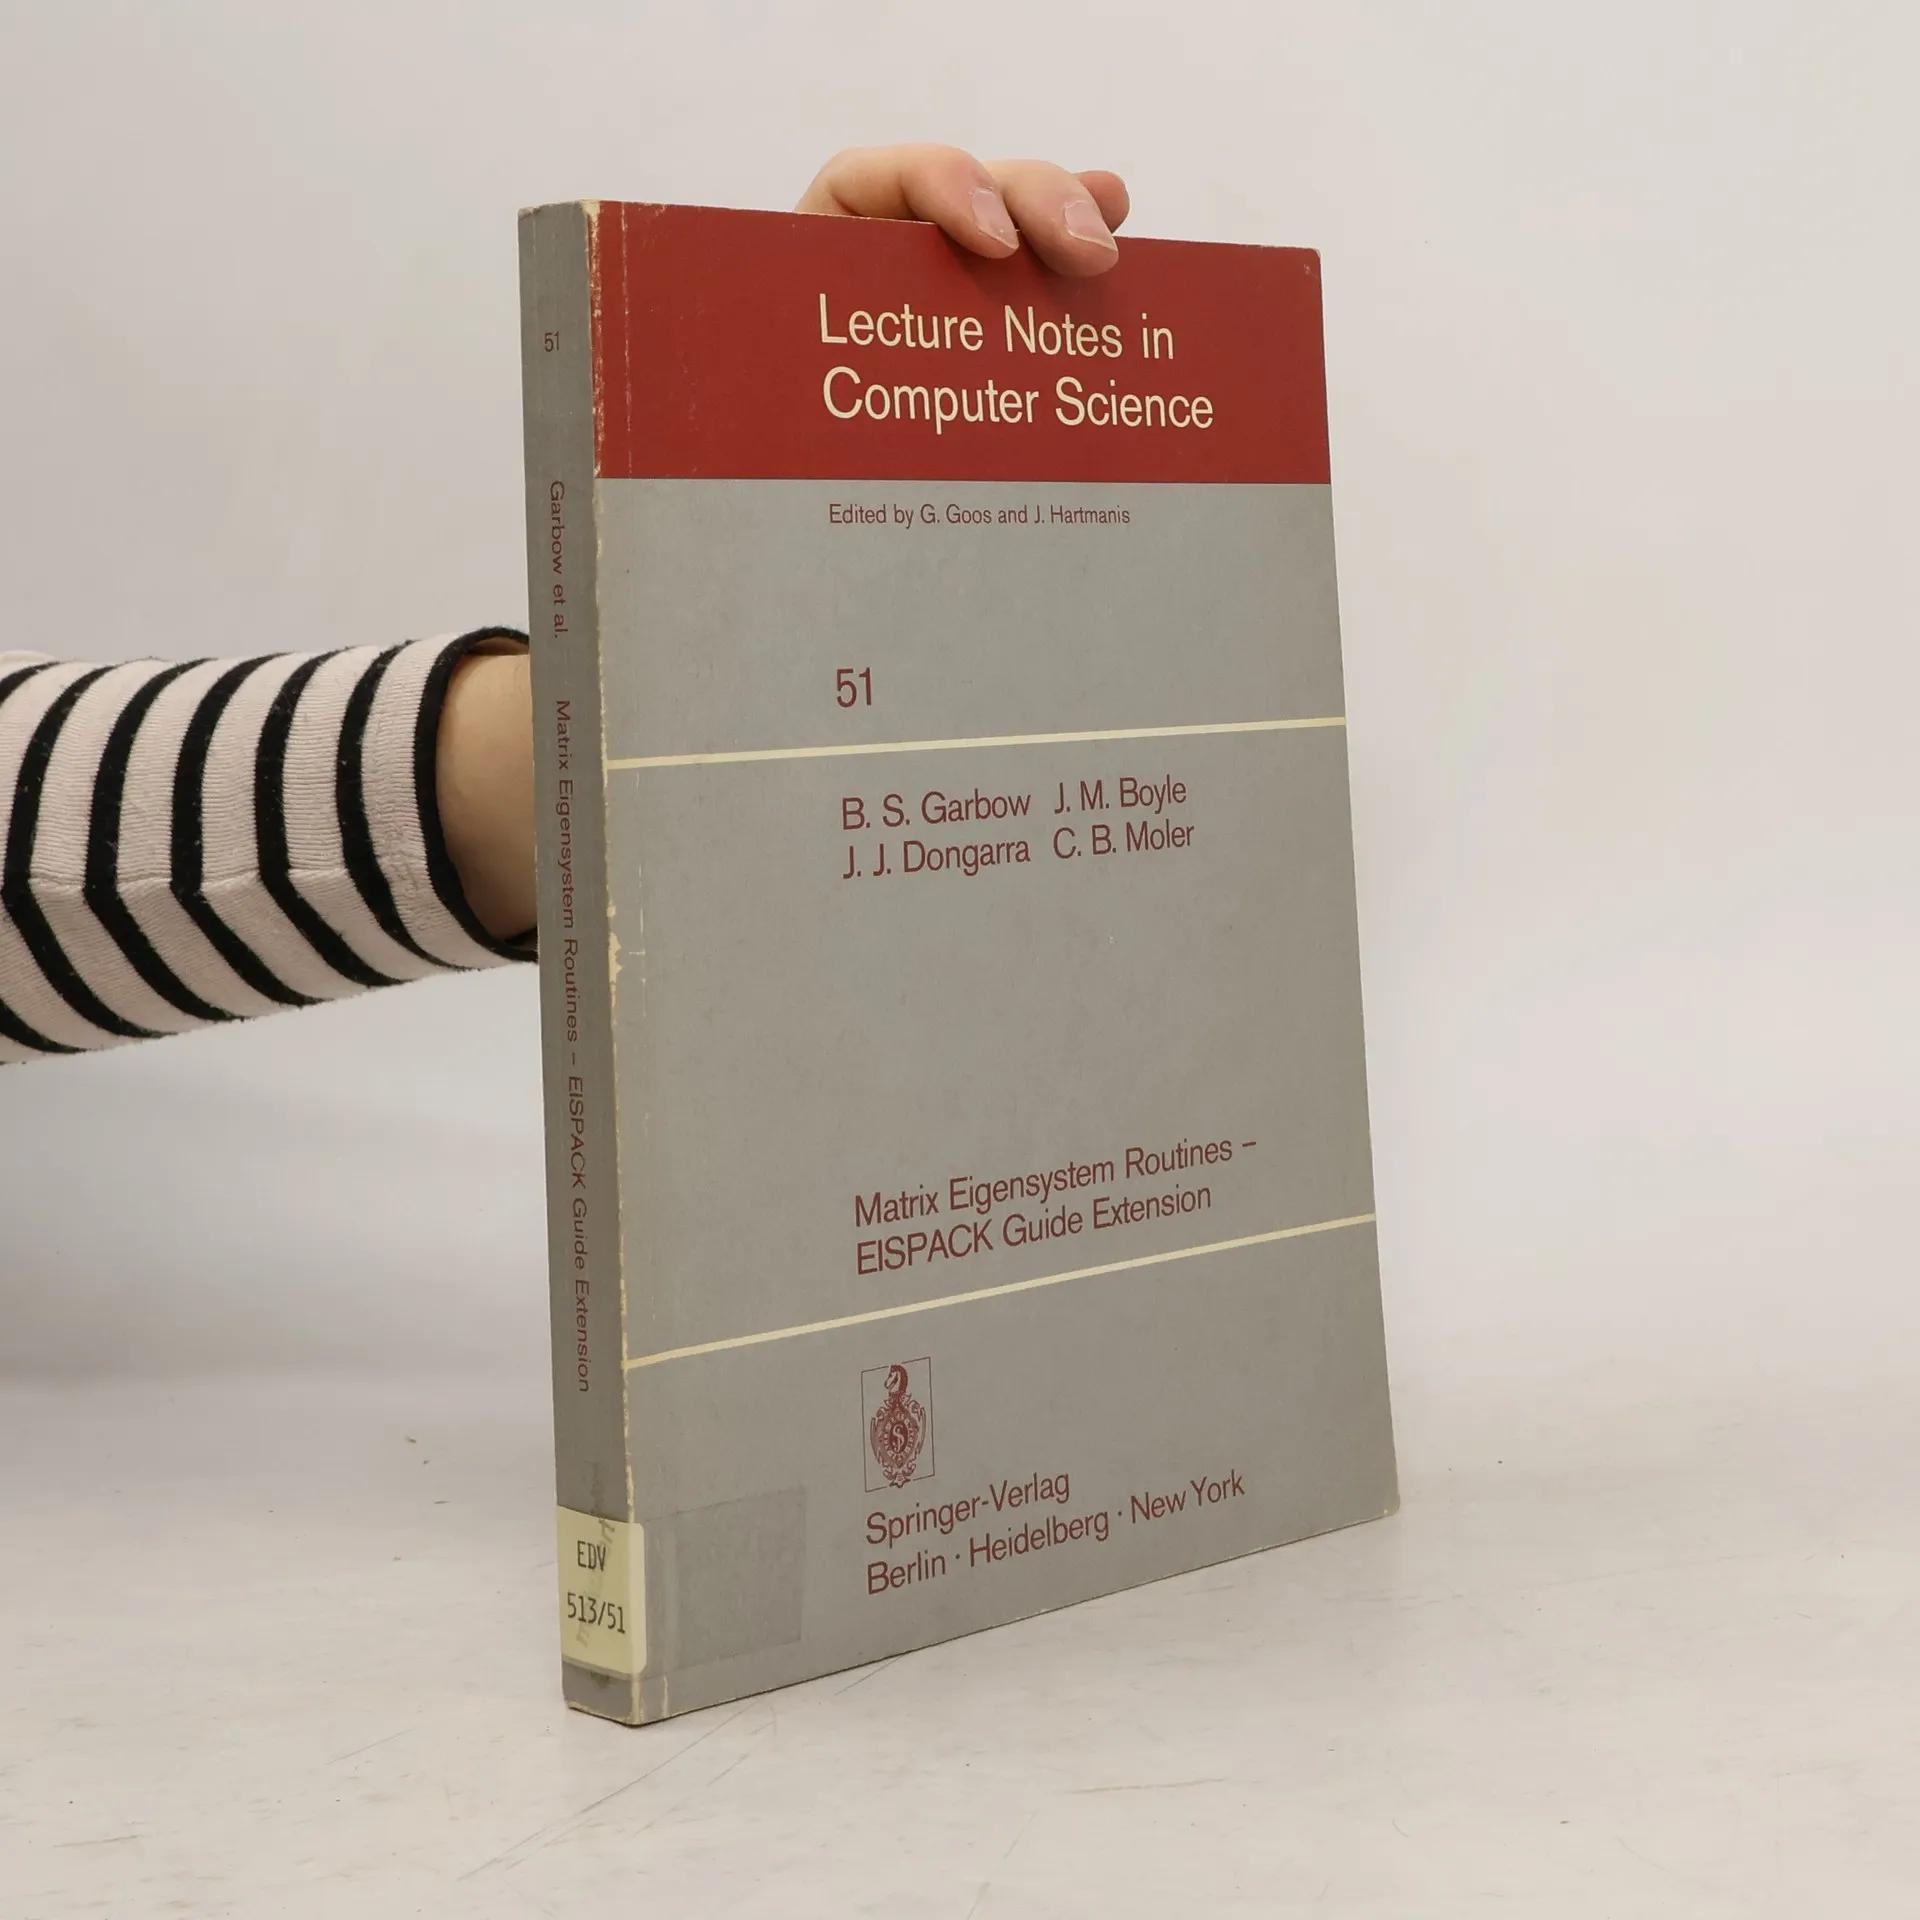 51
Garbow et al.
Matrix Eigensystem Routines – EISPACK Guide Extension
EDV
513/51
Lecture Notes in
Computer Science
Edited by G. Goos and J. Hartmanis
51
B. S. Garbow J. M. Boyle
J. J. Dongarra C. B. Moler
Matrix Eigensystem Routines –
EISPACK Guide Extension
Springer-Verlag
Berlin · Heidelberg · New York